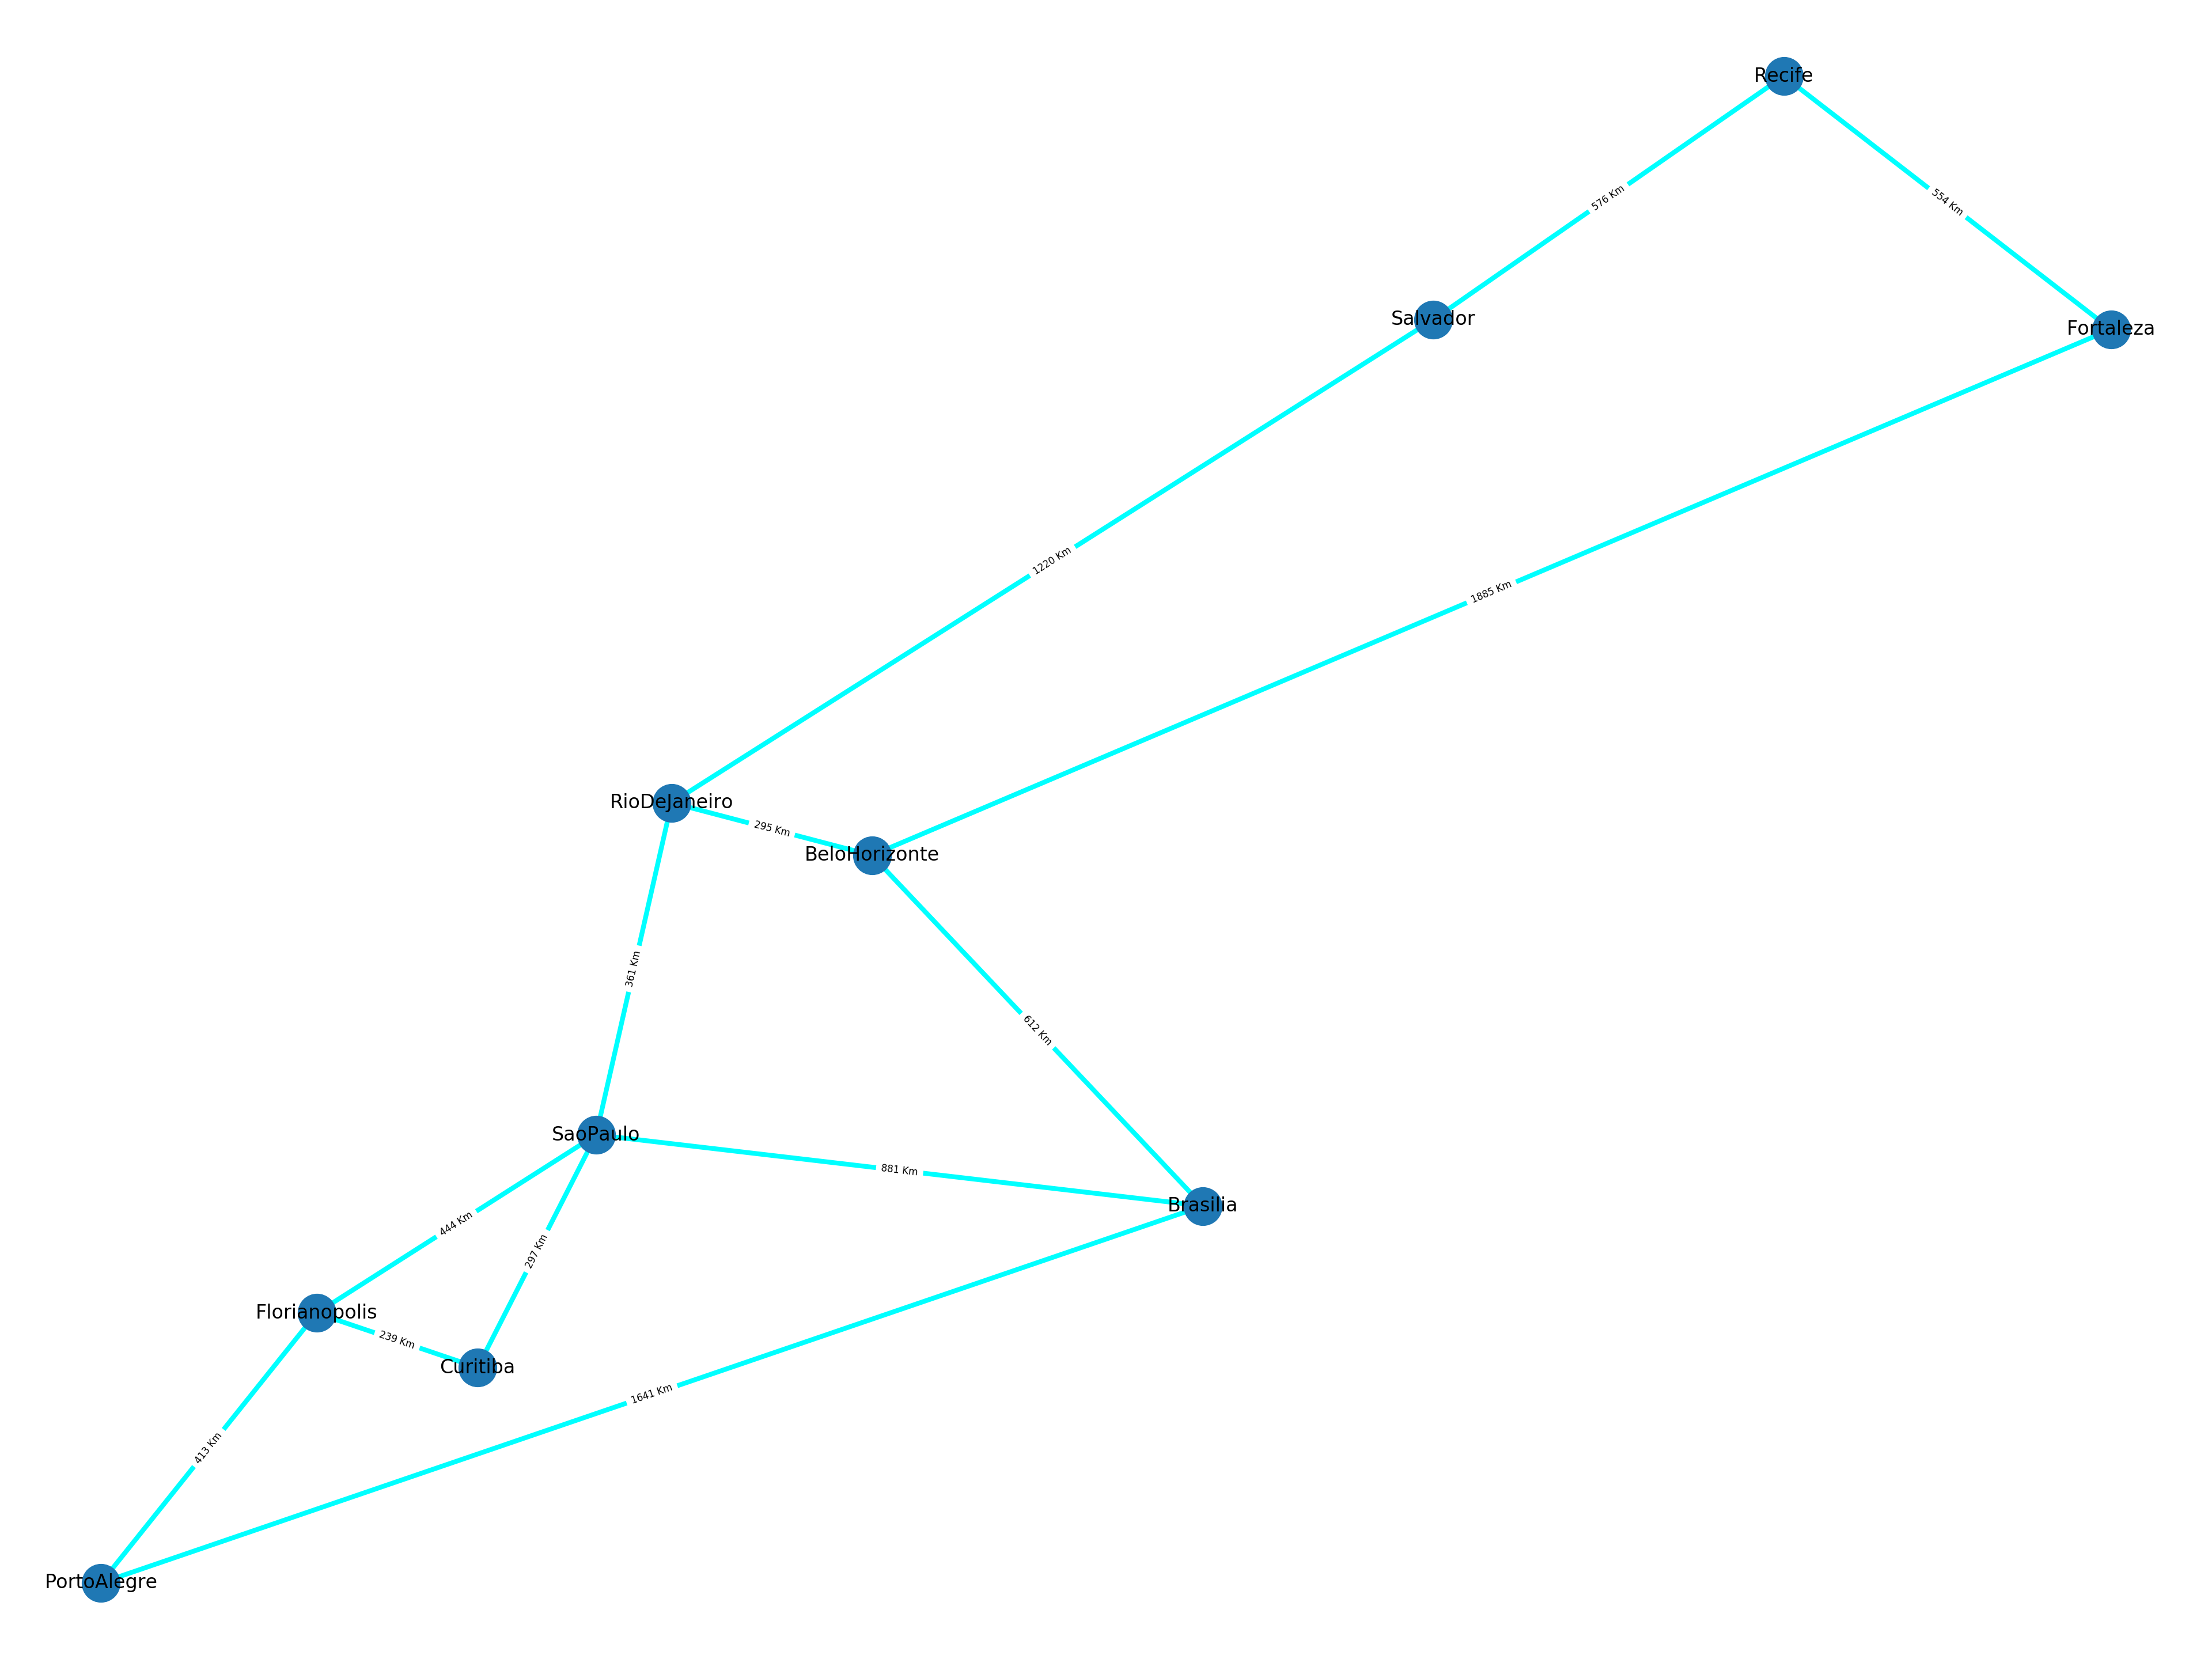 Recife
576 Km
554 Km
Salvador
Fortaleza
1220 Km
1885 Km
RioDeJaneiro
295 Km
BeloHorizonte
361 Km
612 Km
SaoPaulo
881 Km
Brasilia
444 Km
297 Km
Florianopolis
239 Km
Curitiba
1641 Km
413 Km
PortoAlegre